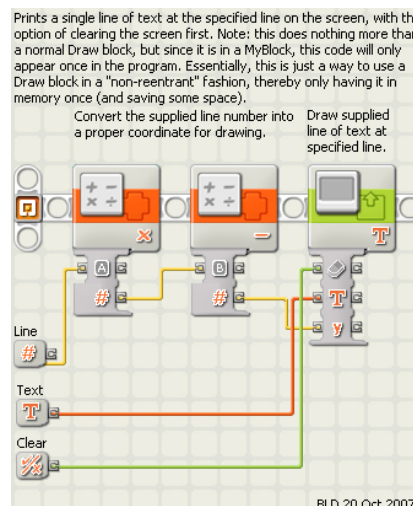 Prints a single line of text at the specified line on the screen, with th
option of clearing the screen first. Note: this does nothing more than
a normal Draw block, but since it is in a MyBlock, this code will only
appear once in the program. Essentially, this is just a way to use a
Draw block in a "non-reentrant" fashion, thereby only having it in
memory once (and saving some space).
Convert the supplied line number into
a proper coordinate for drawing.
Draw supplied
line of text at
specified line.
T
A
B
#
#
T
y
Line
#
Text
T
Clear
BLD 20 Oct 2007